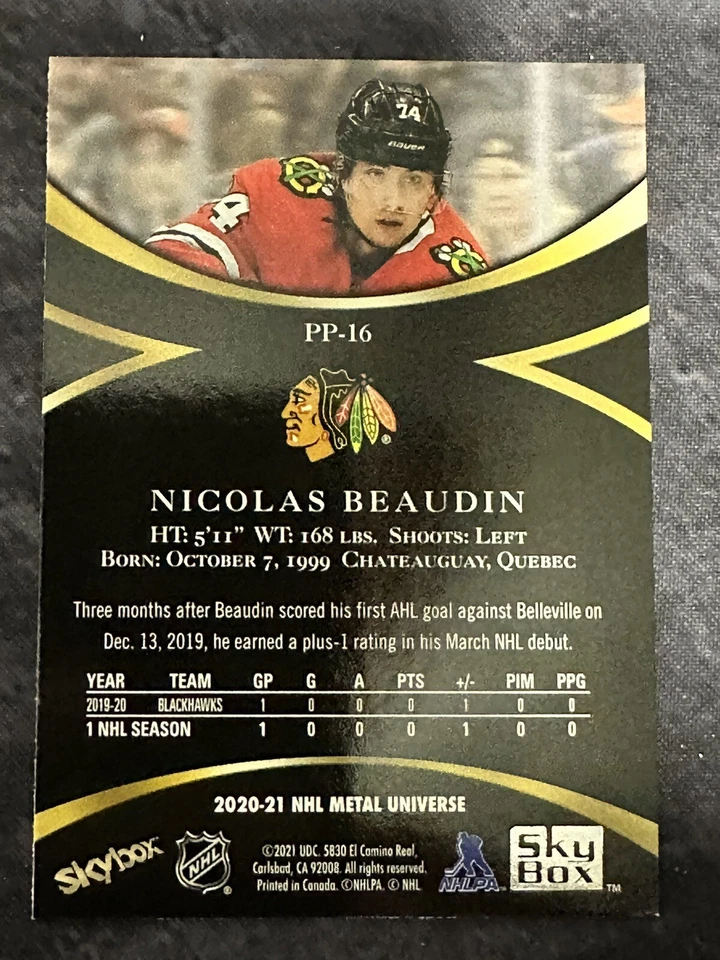 74
BAUER
4
PP-16
NICOLAS BEAUDIN
HT: 5'11" WT: 168 LBS. SHOOTS: LEFT
BORN: OCTOBER 7, 1999 CHATEAUGUAY, QUEBEC
Three months after Beaudin scored his first AHL goal against Belleville on
Dec. 13, 2019, he earned a plus-1 rating in his March NHL debut.
YEAR TEAM GP G A PTS +/- PIM PPG
2019-20 BLACKHAWKS 1 0 0 0 1 0 0
1 NHL SEASON 1 0 0 0 1 0 0
2020-21 NHL METAL UNIVERSE
skybox
NHL
®
©2021 UDC. 5830 El Camino Real,
Carlsbad, CA 92008. All rights reserved.
Printed in Canada. ©NHLPA. © NHL
NHLPA
Sky
Box
TM